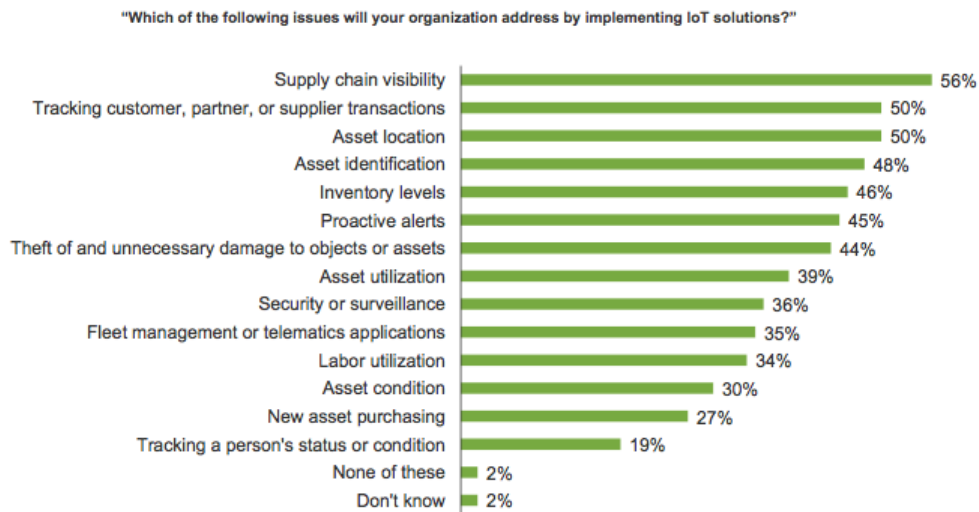 "Which of the following issues will your organization address by implementing IoT solutions?"
Supply chain visibility 56%
Tracking customer, partner, or supplier transactions 50%
Asset location 50%
Asset identification 48%
Inventory levels 46%
Proactive alerts 45%
Theft of and unnecessary damage to objects or assets 44%
Asset utilization 39%
Security or surveillance 36%
Fleet management or telematics applications 35%
Labor utilization 34%
Asset condition 30%
New asset purchasing 27%
Tracking a person's status or condition 19%
None of these 2%
Don't know 2%